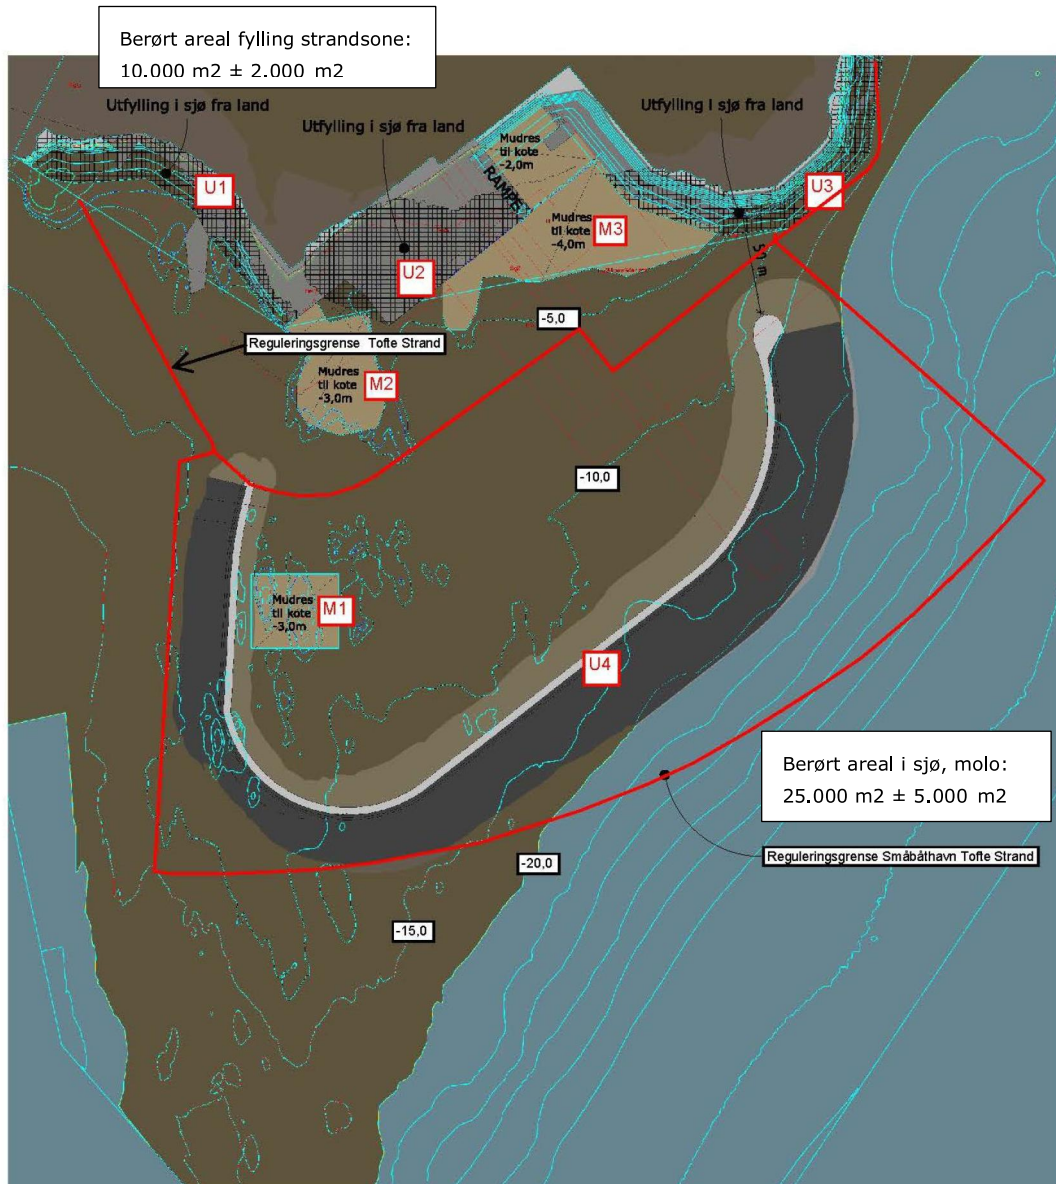 Berørt areal fylling strandsone:
10.000 m2 ± 2.000 m2
Utfylling i sjø fra land
Utfylling i sjø fra land
Utfylling i sjø fra land
Mudres
til kote
-2,0m
RAMPE
U1
U3
Mudres
til kote
-4,0m
M3
U2
50 m
-5,0
Reguleringsgrense Tofte Strand
Mudres
til kote
-3,0m
M2
-10,0
Mudres
til kote
-3,0m
M1
U4
Berørt areal i sjø, molo:
25.000 m2 ± 5.000 m2
Reguleringsgrense Småbåthavn Tofte Strand
-20,0
-15,0